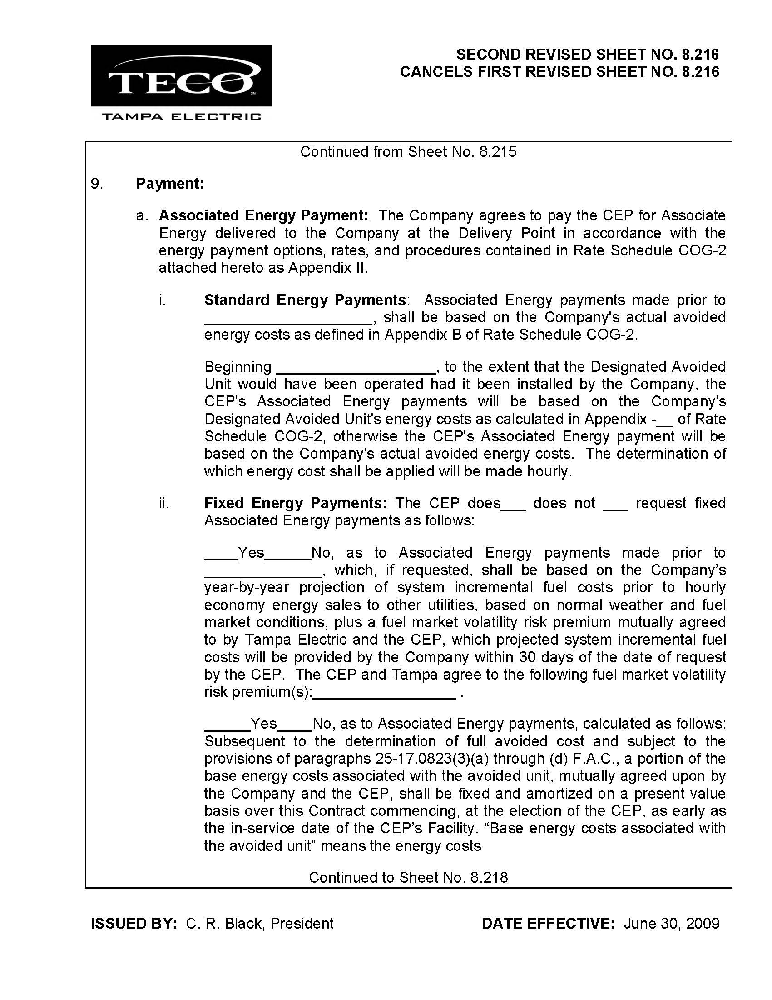 SECOND REVISED SHEET NO. 8.216
CANCELS FIRST REVISED SHEET NO. 8.216
TECO
SM
TAMPA ELECTRIC
Continued from Sheet No. 8.215
9. Payment:
a. Associated Energy Payment: The Company agrees to pay the CEP for Associate
Energy delivered to the Company at the Delivery Point in accordance with the
energy payment options, rates, and procedures contained in Rate Schedule COG-2
attached hereto as Appendix II.
i. Standard Energy Payments: Associated Energy payments made prior to
____________________, shall be based on the Company's actual avoided
energy costs as defined in Appendix B of Rate Schedule COG-2.
Beginning ___________________, to the extent that the Designated Avoided
Unit would have been operated had it been installed by the Company, the
CEP's Associated Energy payments will be based on the Company's
Designated Avoided Unit's energy costs as calculated in Appendix -__ of Rate
Schedule COG-2, otherwise the CEP's Associated Energy payment will be
based on the Company's actual avoided energy costs. The determination of
which energy cost shall be applied will be made hourly.
ii. Fixed Energy Payments: The CEP does___ does not ___ request fixed
Associated Energy payments as follows:
____Yes_____No, as to Associated Energy payments made prior to
______________, which, if requested, shall be based on the Company’s
year-by-year projection of system incremental fuel costs prior to hourly
economy energy sales to other utilities, based on normal weather and fuel
market conditions, plus a fuel market volatility risk premium mutually agreed
to by Tampa Electric and the CEP, which projected system incremental fuel
costs will be provided by the Company within 30 days of the date of request
by the CEP. The CEP and Tampa agree to the following fuel market volatility
risk premium(s):_________________ .
_____Yes____No, as to Associated Energy payments, calculated as follows:
Subsequent to the determination of full avoided cost and subject to the
provisions of paragraphs 25-17.0823(3)(a) through (d) F.A.C., a portion of the
base energy costs associated with the avoided unit, mutually agreed upon by
the Company and the CEP, shall be fixed and amortized on a present value
basis over this Contract commencing, at the election of the CEP, as early as
the in-service date of the CEP’s Facility. “Base energy costs associated with
the avoided unit” means the energy costs
Continued to Sheet No. 8.218
ISSUED BY: C. R. Black, President
DATE EFFECTIVE: June 30, 2009